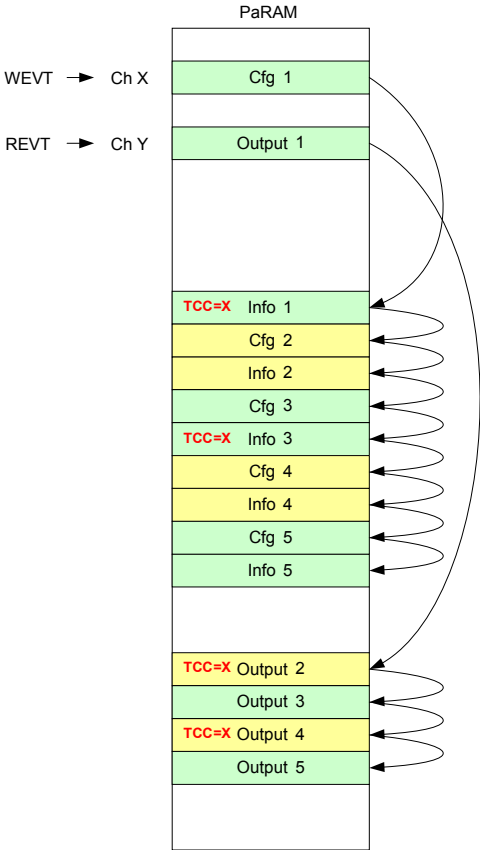 PaRAM
WEVT Ch X Cfg 1
REVT Ch Y Output 1
TCC=X Info 1
Cfg 2
Info 2
Cfg 3
TCC=X Info 3
Cfg 4
Info 4
Cfg 5
Info 5
TCC=X Output 2
Output 3
TCC=X Output 4
Output 5